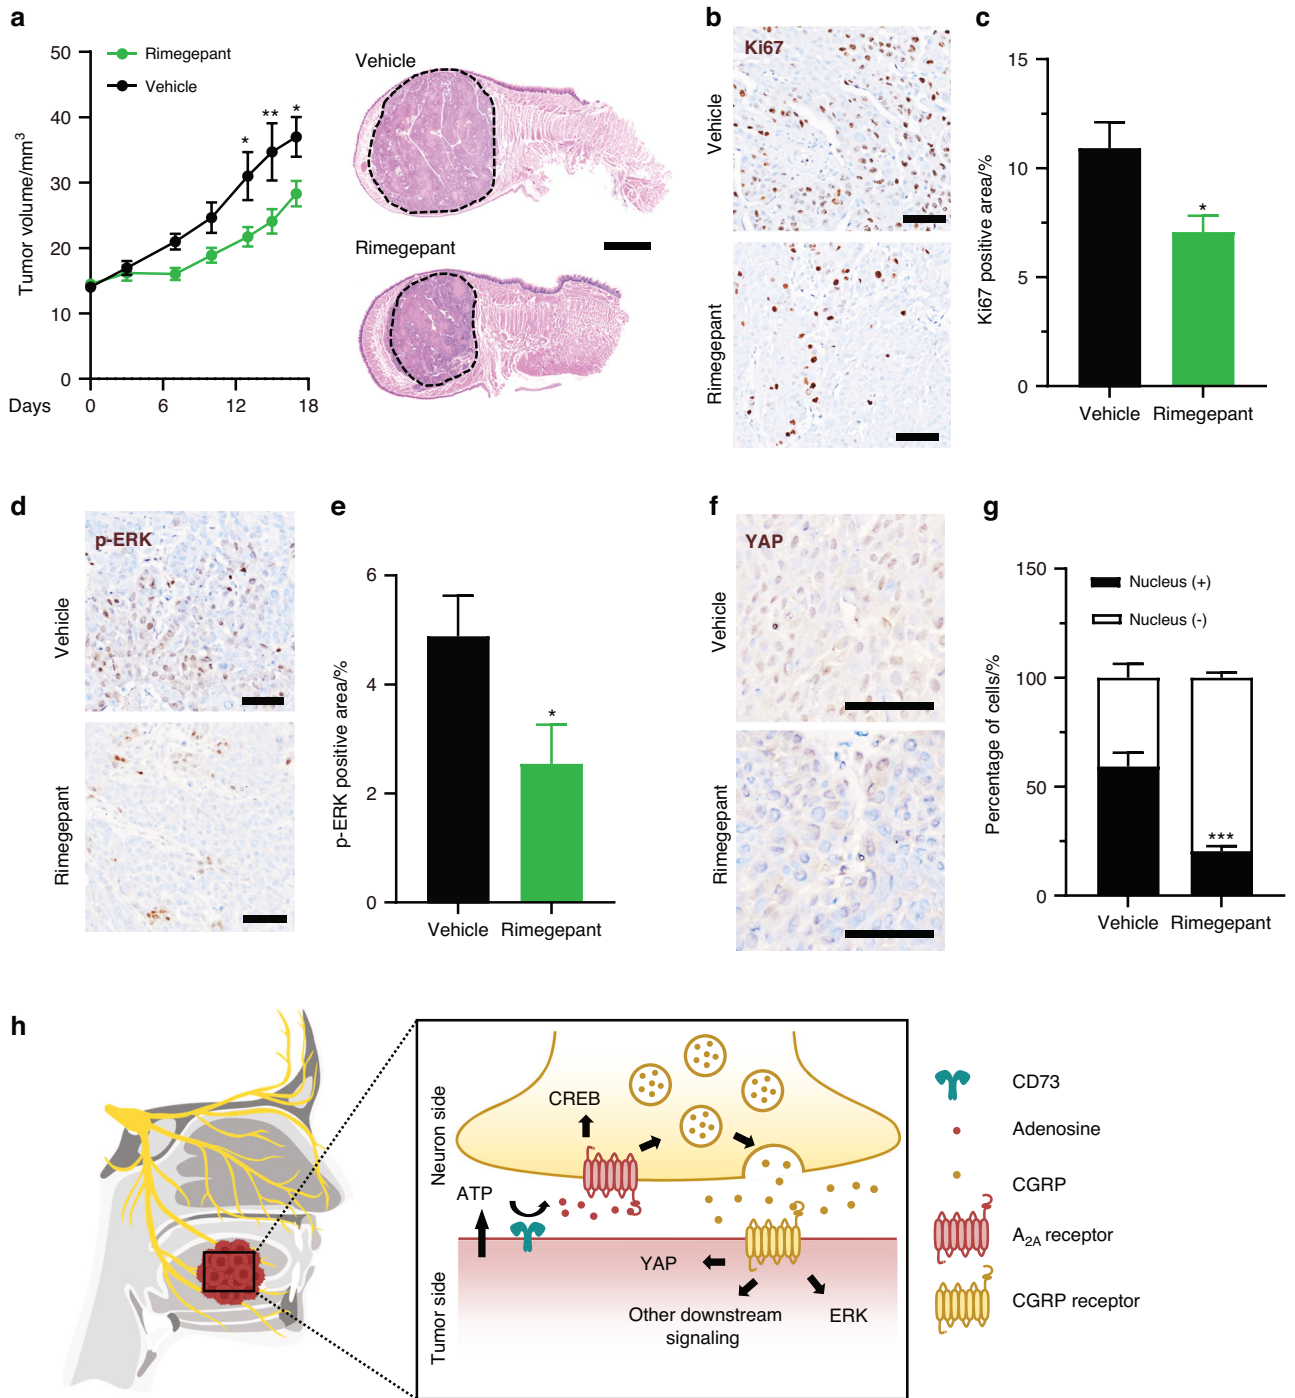 a
50
40
30
20
10
0
Tumor volume/mm³
Rimegepant
Vehicle
*
**
*
Days
0
6
12
18
Vehicle
Rimegepant
b
Ki67
Vehicle
Rimegepant
c
15
10
5
0
Ki67 positive area/%
*
Vehicle
Rimegepant
d
p-ERK
Vehicle
Rimegepant
e
6
4
2
0
p-ERK positive area/%
*
Vehicle
Rimegepant
f
YAP
Vehicle
Rimegepant
g
150
100
50
0
Percentage of cells/%
Nucleus (+)
Nucleus (-)
***
Vehicle
Rimegepant
h
Neuron side
Tumor side
CREB
ATP
YAP
Other downstream
signaling
ERK
CD73
Adenosine
CGRP
A₂A receptor
CGRP receptor